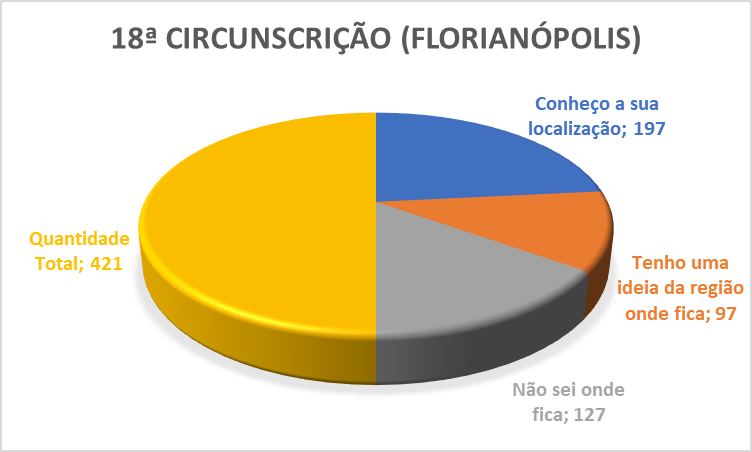 18ª CIRCUNSCRIÇÃO (FLORIANÓPOLIS)
Conheço a sua
localização; 197
Quantidade
Total; 421
Tenho uma
ideia da região
onde fica; 97
Não sei onde
fica; 127